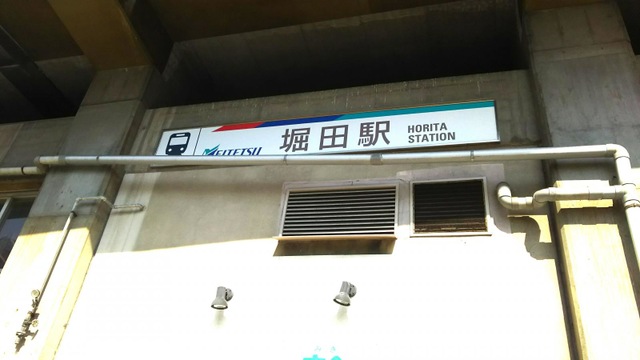 MEITETSU
堀田駅
HORITA
STATION